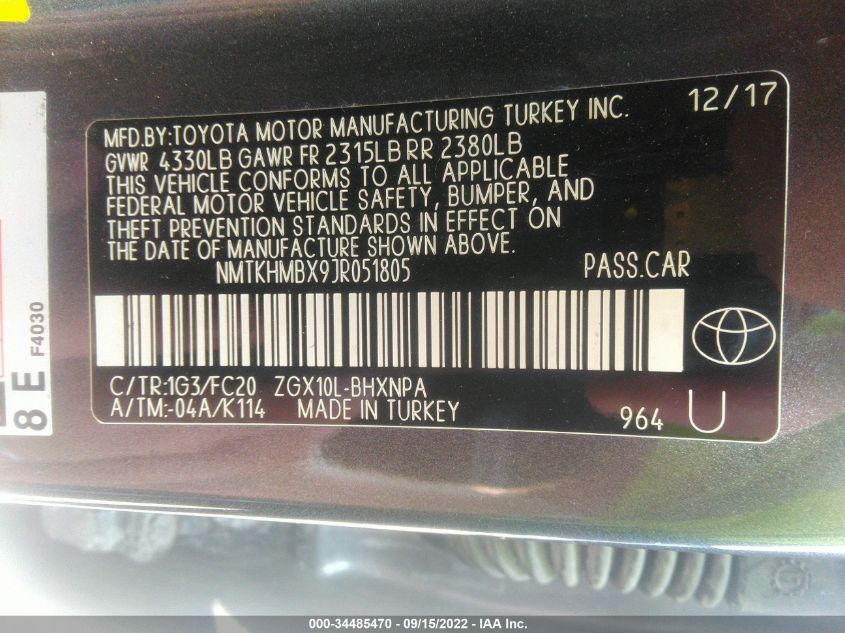 12/17
MFD.BY:TOYOTA MOTOR MANUFACTURING TURKEY INC.
GVWR 4330LB GAWR FR 2315LB RR 2380LB
THIS VEHICLE CONFORMS TO ALL APPLICABLE
FEDERAL MOTOR VEHICLE SAFETY, BUMPER, AND
THEFT PREVENTION STANDARDS IN EFFECT ON
THE DATE OF MANUFACTURE SHOWN ABOVE.
NMTKHMBX9JR051805 PASS.CAR
C/TR:1G3/FC20 ZGX10L-BHXNPA
A/TM:-04A/K114 MADE IN TURKEY 964 U
8 E F4030
000-34485470 - 09/15/2022 - IAA Inc.